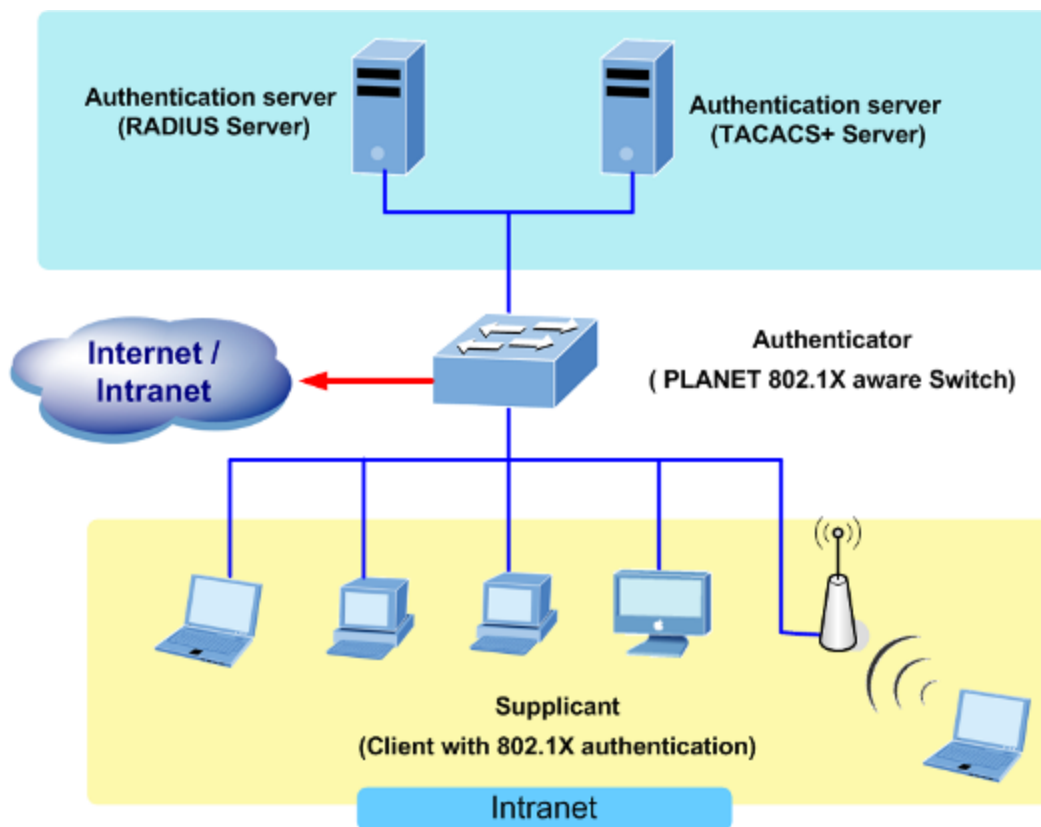 Authentication server
(RADIUS Server)
Authentication server
(TACACS+ Server)
Internet /
Intranet
Authenticator
( PLANET 802.1X aware Switch)
Supplicant
(Client with 802.1X authentication)
Intranet